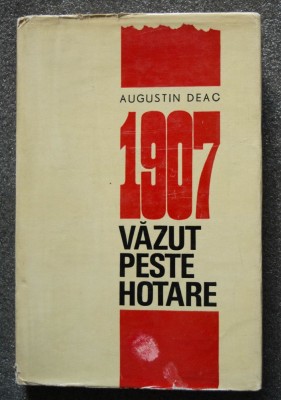 AUGUSTIN DEAC
1907
VĂZUT
PESTE
HOTARE